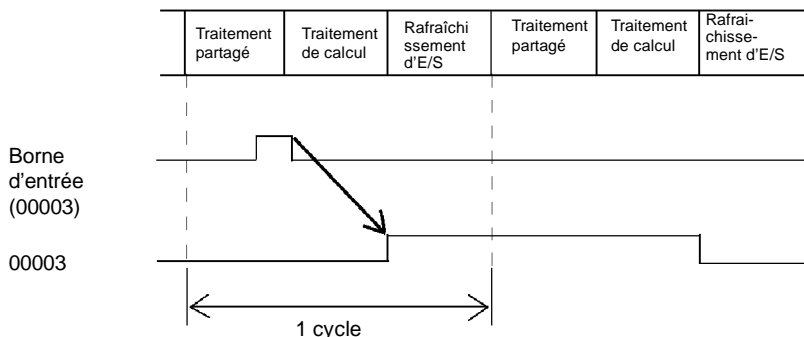 Traitement
partagé
Traitement
de calcul
Rafraîchi
ssement
d'E/S
Traitement
partagé
Traitement
de calcul
Rafrai-
chisse-
ment d'E/S
Borne
d'entrée
(00003)
00003
1 cycle